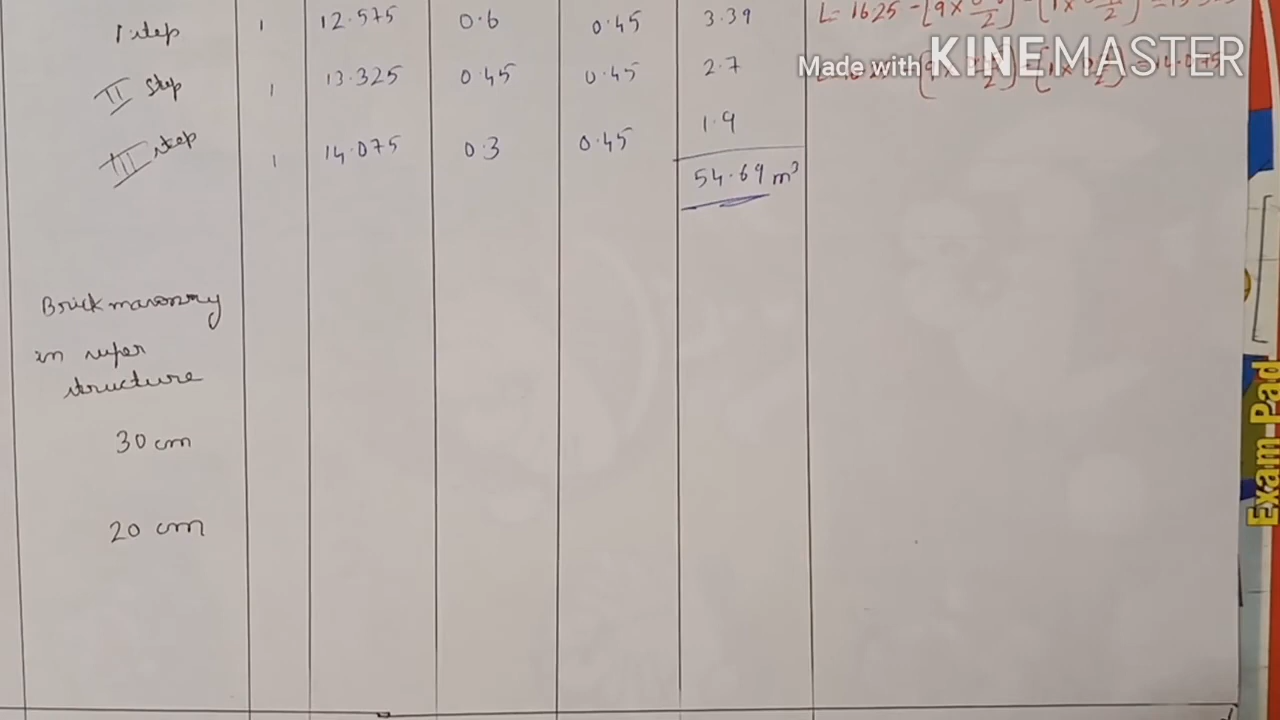 I step 1 12.575 0.6 0.45 3.39
Made with KINEMASTER
II step 1 13.325 0.45 0.45 2.7
III step 1 14.075 0.3 0.45 1.9
54.69 m³
Brick masonry
in super
structure
30 cm
20 cm
Exam Pad